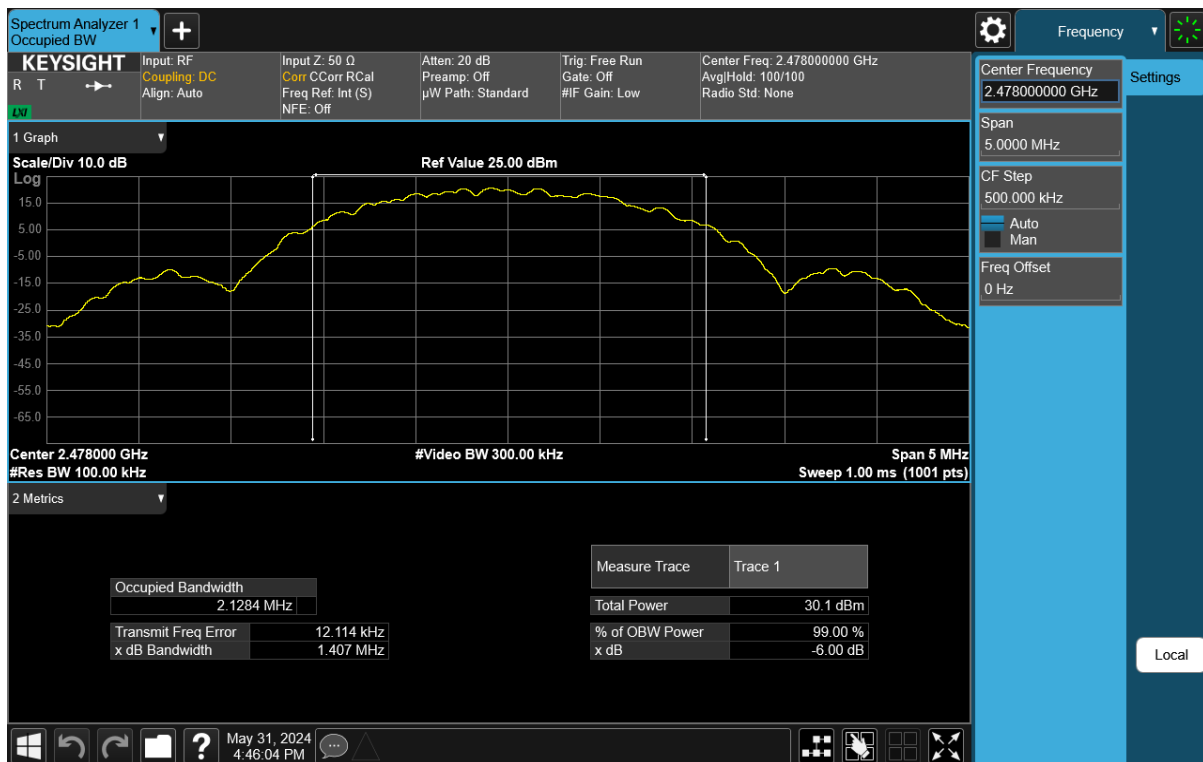 Spectrum Analyzer 1
Occupied BW
Frequency
KEYSIGHT
R T
LXI
Input: RF
Coupling: DC
Align: Auto
Input Z: 50 Ω
Corr CCorr RCal
Freq Ref: Int (S)
NFE: Off
Atten: 20 dB
Preamp: Off
µW Path: Standard
Trig: Free Run
Gate: Off
#IF Gain: Low
Center Freq: 2.478000000 GHz
Avg|Hold: 100/100
Radio Std: None
Center Frequency
2.478000000 GHz
Settings
Span
5.0000 MHz
CF Step
500.000 kHz
Auto
Man
Freq Offset
0 Hz
Local
1 Graph
Scale/Div 10.0 dB
Ref Value 25.00 dBm
Log
15.0
5.00
-5.00
-15.0
-25.0
-35.0
-45.0
-55.0
-65.0
Center 2.478000 GHz
#Video BW 300.00 kHz
Span 5 MHz
#Res BW 100.00 kHz
Sweep 1.00 ms (1001 pts)
2 Metrics
Measure Trace Trace 1
Occupied Bandwidth
2.1284 MHz
Total Power 30.1 dBm
Transmit Freq Error 12.114 kHz
% of OBW Power 99.00 %
x dB Bandwidth 1.407 MHz
x dB -6.00 dB
?
May 31, 2024
4:46:04 PM